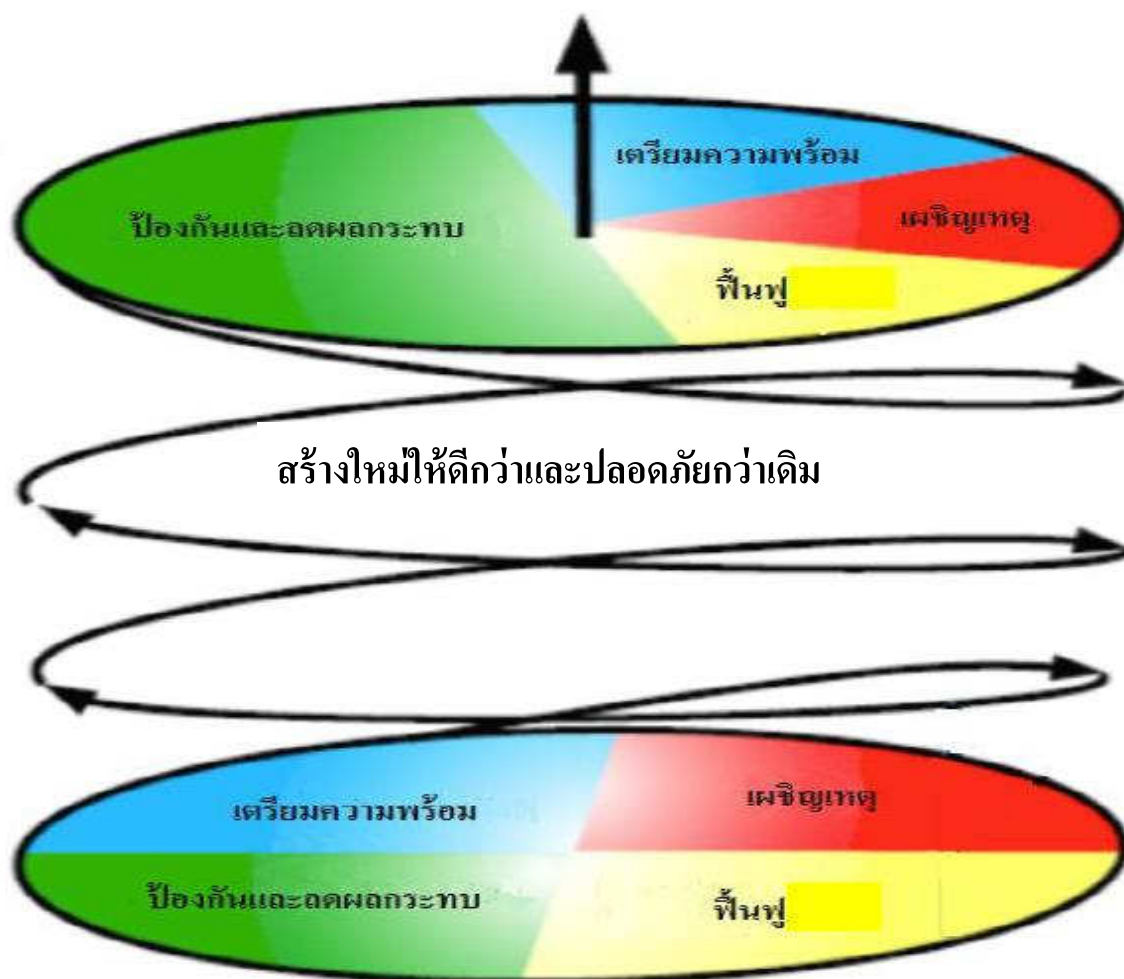 เตรียมความพร้อม
ป้องกันและลดผลกระทบ
เผชิญเหตุ
ฟื้นฟู
สร้างใหม่ให้ดีกว่าและปลอดภัยกว่าเดิม
เตรียมความพร้อม
เผชิญเหตุ
ป้องกันและลดผลกระทบ
ฟื้นฟู